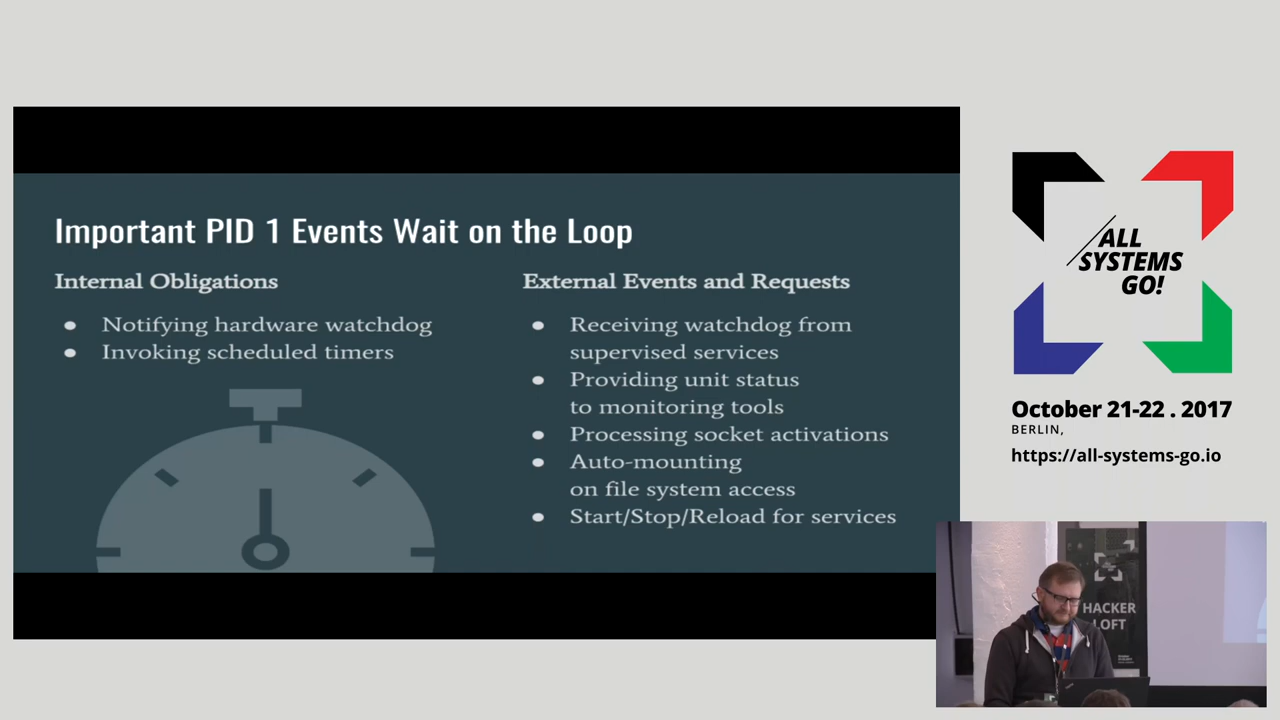 Important PID 1 Events Wait on the Loop
Internal Obligations
● Notifying hardware watchdog
● Invoking scheduled timers
External Events and Requests
● Receiving watchdog from
supervised services
● Providing unit status
to monitoring tools
● Processing socket activations
● Auto-mounting
on file system access
● Start/Stop/Reload for services
ALL
SYSTEMS
GO!
October 21-22 . 2017
BERLIN,
https://all-systems-go.io
HACKER
LOFT